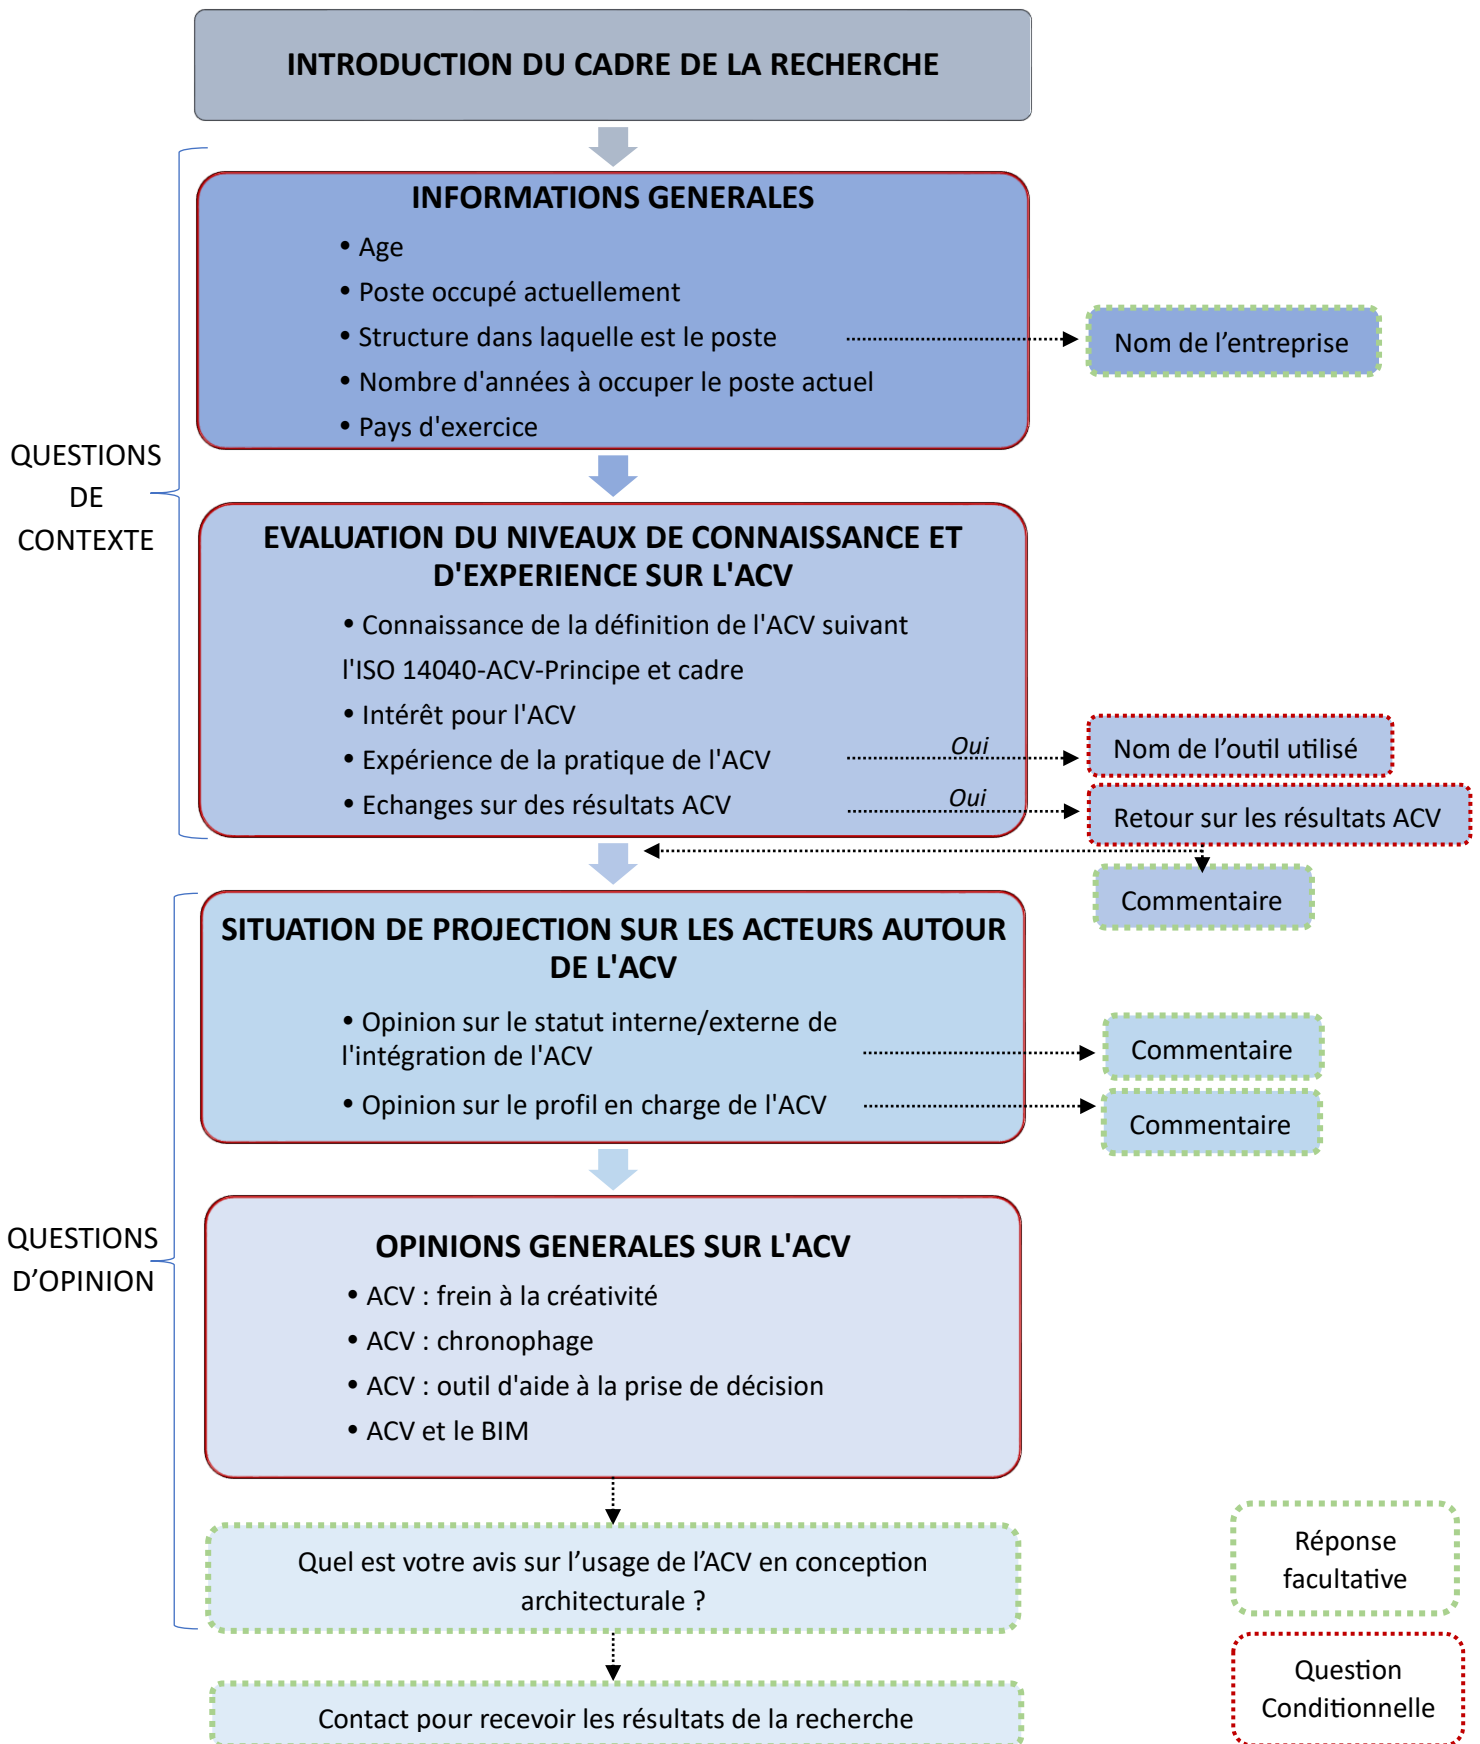 INTRODUCTION DU CADRE DE LA RECHERCHE
QUESTIONS
DE
CONTEXTE
INFORMATIONS GENERALES
• Age
• Poste occupé actuellement
• Structure dans laquelle est le poste
Nom de l’entreprise
• Nombre d'années à occuper le poste actuel
• Pays d'exercice
EVALUATION DU NIVEAUX DE CONNAISSANCE ET
D'EXPERIENCE SUR L'ACV
• Connaissance de la définition de l'ACV suivant
l'ISO 14040-ACV-Principe et cadre
• Intérêt pour l'ACV
• Expérience de la pratique de l'ACV
Oui
Nom de l’outil utilisé
• Echanges sur des résultats ACV
Oui
Retour sur les résultats ACV
Commentaire
QUESTIONS
D’OPINION
SITUATION DE PROJECTION SUR LES ACTEURS AUTOUR
DE L'ACV
• Opinion sur le statut interne/externe de
l'intégration de l'ACV
Commentaire
• Opinion sur le profil en charge de l'ACV
Commentaire
OPINIONS GENERALES SUR L'ACV
• ACV : frein à la créativité
• ACV : chronophage
• ACV : outil d'aide à la prise de décision
• ACV et le BIM
Quel est votre avis sur l’usage de l’ACV en conception
architecturale ?
Contact pour recevoir les résultats de la recherche
Réponse
facultative
Question
Conditionnelle